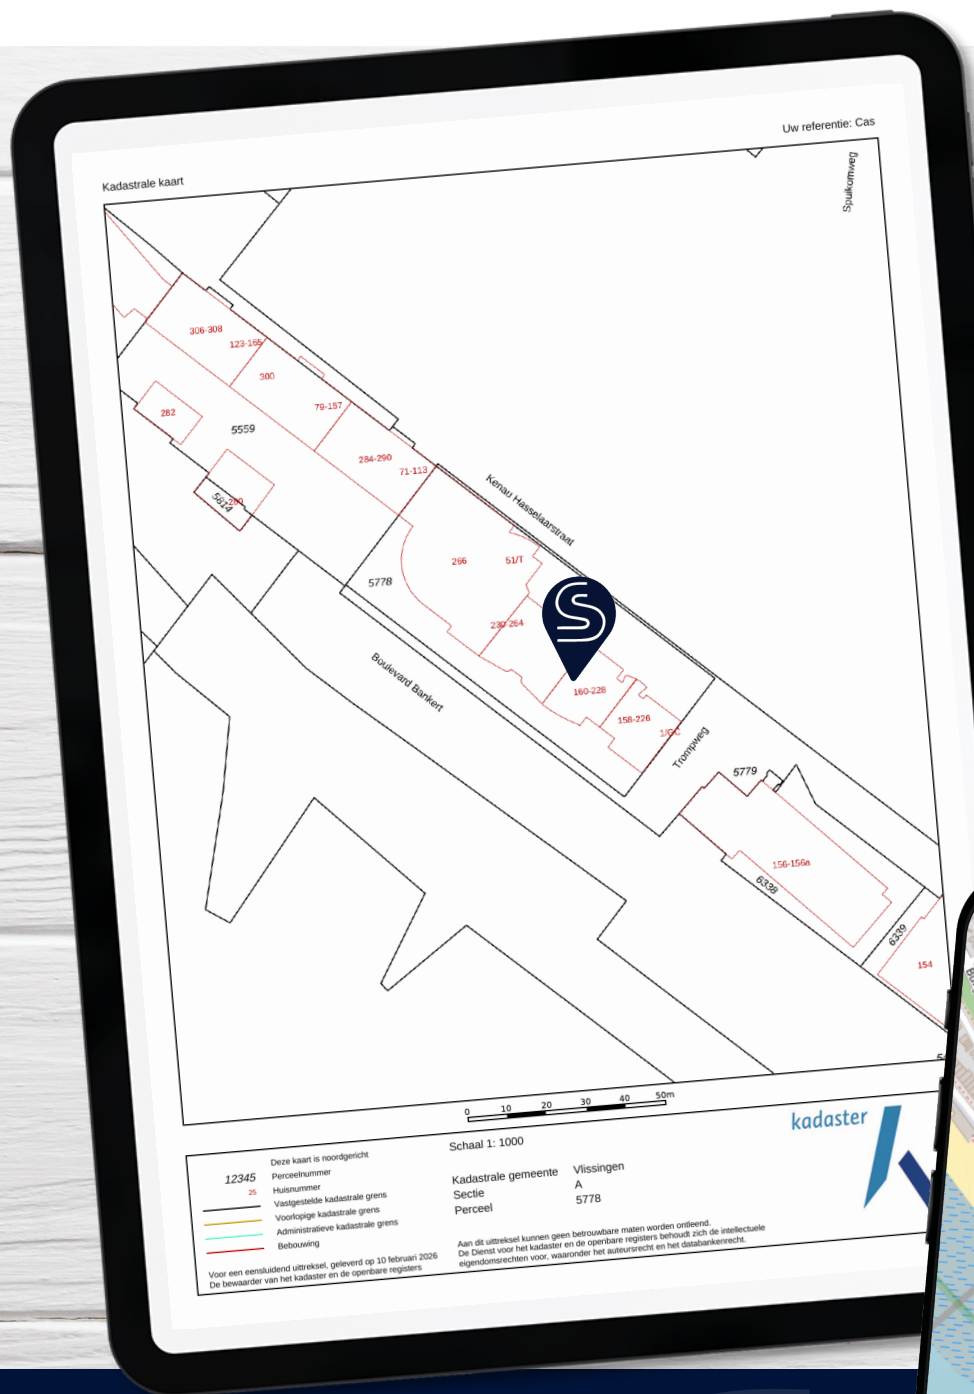 Uw referentie: Cas
Kadastrale kaart
Spuikomweg
306-308
123-165
300
79-157
282
5559
284-290
71-113
5814
280
Kenau Hasselaarstraat
266
51/T
5778
230-264
S
Boulevard Bankert
160-228
158-226
1/GC
Trompweg
5779
156-156a
6338
6339
154
0 10 20 30 40 50m
Schaal 1: 1000
kadaster
Deze kaart is noordgericht
12345 Perceelnummer
25 Huisnummer
Vastgestelde kadastrale grens
Voorlopige kadastrale grens
Administratieve kadastrale grens
Bebouwing
Kadastrale gemeente Vlissingen
Sectie A
Perceel 5778
Voor een eensluidend uittreksel, geleverd op 10 februari 2026
De bewaarder van het kadaster en de openbare registers
Aan dit uittreksel kunnen geen betrouwbare maten worden ontleend.
De Dienst voor het kadaster en de openbare registers behoudt zich de intellectuele
eigendomsrechten voor, waaronder het auteursrecht en het databankenrecht.